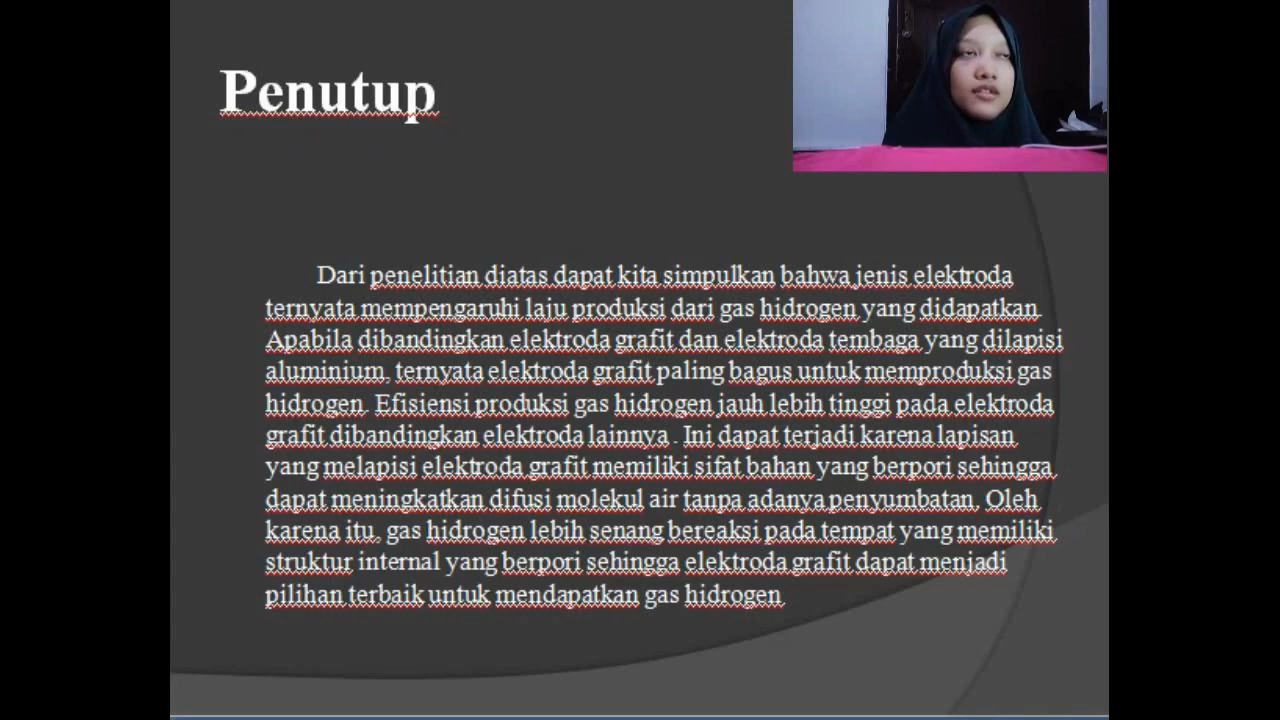 Penutup
Dari penelitian diatas dapat kita simpulkan bahwa jenis elektroda
ternyata mempengaruhi laju produksi dari gas hidrogen yang didapatkan.
Apabila dibandingkan elektroda grafit dan elektroda tembaga yang dilapisi
aluminium, ternyata elektroda grafit paling bagus untuk memproduksi gas
hidrogen. Efisiensi produksi gas hidrogen jauh lebih tinggi pada elektroda
grafit dibandingkan elektroda lainnya . Ini dapat terjadi karena lapisan
yang melapisi elektroda grafit memiliki sifat bahan yang berpori sehingga
dapat meningkatkan difusi molekul air tanpa adanya penyumbatan. Oleh
karena itu, gas hidrogen lebih senang bereaksi pada tempat yang memiliki
struktur internal yang berpori sehingga elektroda grafit dapat menjadi
pilihan terbaik untuk mendapatkan gas hidrogen